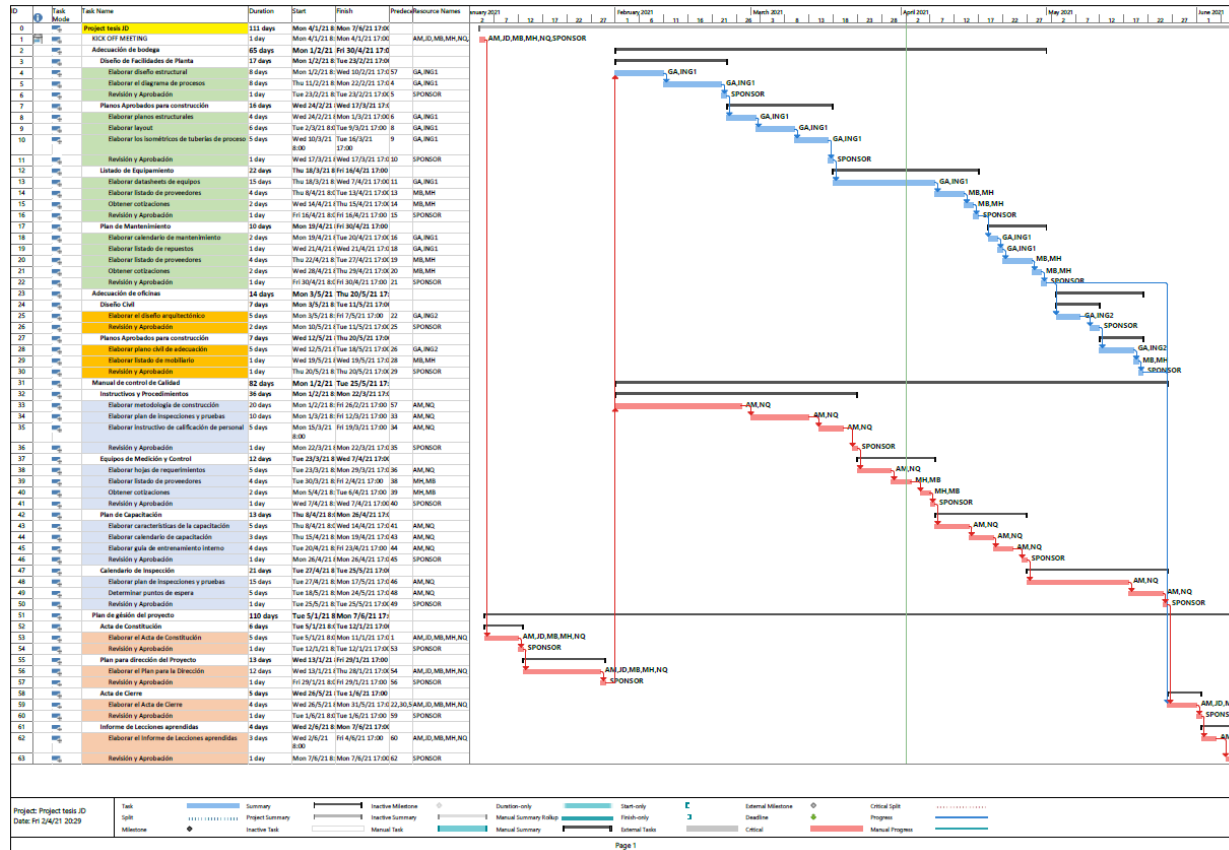 ID Task Mode Task Name Duration Start Finish Predece Resource Names
nuary 2021 February 2021 March 2021 April 2021 May 2021 June 2021
2 7 12 17 22 27 1 6 11 16 21 26 3 8 13 18 23 28 2 7 12 17 22 27 2 7 12 17 22 27 1
0 Project tesis JD 111 days Mon 4/1/21 8: Mon 7/6/21 17:00
1 KICK OFF MEETING 1 day Mon 4/1/21 8: Mon 4/1/21 17:00 AM,JD,MB,MH,NQ, AM,JD,MB,MH,NQ,SPONSOR
2 Adecuación de bodega 65 days Mon 1/2/21 Fri 30/4/21 17:
3 Diseño de Facilidades de Planta 17 days Mon 1/2/21 8: Tue 23/2/21 17:0
4 Elaborar diseño estructural 8 days Mon 1/2/21 8: Wed 10/2/21 17:0 57 GA,ING1 GA,ING1
5 Elaborar el diagrama de procesos 8 days Thu 11/2/21 8: Mon 22/2/21 17:0 4 GA,ING1 GA,ING1
6 Revisión y Aprobación 1 day Tue 23/2/21 8: Tue 23/2/21 17:0 5 SPONSOR SPONSOR
7 Planos Aprobados para construcción 16 days Wed 24/2/21 Wed 17/3/21 17:
8 Elaborar planos estructurales 4 days Wed 24/2/21 8 Mon 1/3/21 17:00 6 GA,ING1 GA,ING1
9 Elaborar layout 6 days Tue 2/3/21 8:0 Tue 9/3/21 17:00 8 GA,ING1 GA,ING1
10 Elaborar los isométricos de tuberías de proceso 5 days Wed 10/3/21 8:00 Tue 16/3/21 17:00 9 GA,ING1 GA,ING1
11 Revisión y Aprobación 1 day Wed 17/3/21 8 Wed 17/3/21 17:0 10 SPONSOR SPONSOR
12 Listado de Equipamiento 22 days Thu 18/3/21 8 Fri 16/4/21 17:0
13 Elaborar datasheets de equipos 15 days Thu 18/3/21 8: Wed 7/4/21 17:0 11 GA,ING1 GA,ING1
14 Elaborar listado de proveedores 4 days Thu 8/4/21 8:0 Tue 13/4/21 17:0 13 MB,MH MB,MH
15 Obtener cotizaciones 2 days Wed 14/4/21 8 Thu 15/4/21 17:0 14 MB,MH MB,MH
16 Revisión y Aprobación 1 day Fri 16/4/21 8:0 Fri 16/4/21 17:00 15 SPONSOR SPONSOR
17 Plan de Mantenimiento 10 days Mon 19/4/21 Fri 30/4/21 17:0
18 Elaborar calendario de mantenimiento 2 days Mon 19/4/21 8 Tue 20/4/21 17:0 16 GA,ING1 GA,ING1
19 Elaborar listado de repuestos 1 day Wed 21/4/21 8 Wed 21/4/21 17:0 18 GA,ING1 GA,ING1
20 Elaborar listado de proveedores 4 days Thu 22/4/21 8: Tue 27/4/21 17:0 19 MB,MH MB,MH
21 Obtener cotizaciones 2 days Wed 28/4/21 8 Thu 29/4/21 17:0 20 MB,MH MB,MH
22 Revisión y Aprobación 1 day Fri 30/4/21 8:0 Fri 30/4/21 17:00 21 SPONSOR SPONSOR
23 Adecuación de oficinas 14 days Mon 3/5/21 Thu 20/5/21 17:
24 Diseño Civil 7 days Mon 3/5/21 8: Tue 11/5/21 17:0
25 Elaborar el diseño arquitectónico 5 days Mon 3/5/21 8: Fri 7/5/21 17:00 22 GA,ING2 GA,ING2
26 Revisión y Aprobación 2 days Mon 10/5/21 8 Tue 11/5/21 17:0 25 SPONSOR SPONSOR
27 Planos Aprobados para construcción 7 days Wed 12/5/21 Thu 20/5/21 17:0
28 Elaborar plano civil de adecuación 5 days Wed 12/5/21 8 Tue 18/5/21 17:0 26 GA,ING2 GA,ING2
29 Elaborar listado de mobiliario 1 day Wed 19/5/21 8 Wed 19/5/21 17:0 28 MB,MH MB,MH
30 Revisión y Aprobación 1 day Thu 20/5/21 8: Thu 20/5/21 17:0 29 SPONSOR SPONSOR
31 Manual de control de Calidad 82 days Mon 1/2/21 Tue 25/5/21 17:
32 Instructivos y Procedimientos 36 days Mon 1/2/21 8: Mon 22/3/21 17:0
33 Elaborar metodología de construcción 20 days Mon 1/2/21 8: Fri 26/2/21 17:00 57 AM,NQ AM,NQ
34 Elaborar plan de inspecciones y pruebas 10 days Mon 1/3/21 8: Fri 12/3/21 17:00 33 AM,NQ AM,NQ
35 Elaborar instructivo de calificación de personal 5 days Mon 15/3/21 8:00 Fri 19/3/21 17:00 34 AM,NQ AM,NQ
36 Revisión y Aprobación 1 day Mon 22/3/21 8 Mon 22/3/21 17:0 35 SPONSOR SPONSOR
37 Equipos de Medición y Control 12 days Tue 23/3/21 8 Wed 7/4/21 17:0
38 Elaborar hojas de requerimientos 5 days Tue 23/3/21 8: Mon 29/3/21 17:0 36 AM,NQ AM,NQ
39 Elaborar listado de proveedores 4 days Tue 30/3/21 8: Fri 2/4/21 17:00 38 MH,MB MH,MB
40 Obtener cotizaciones 2 days Mon 5/4/21 8: Tue 6/4/21 17:00 39 MH,MB MH,MB
41 Revisión y Aprobación 1 day Wed 7/4/21 8: Wed 7/4/21 17:0 40 SPONSOR SPONSOR
42 Plan de Capacitación 13 days Thu 8/4/21 8: Mon 26/4/21 17:
43 Elaborar características de la capacitación 5 days Thu 8/4/21 8:0 Wed 14/4/21 17:0 41 AM,NQ AM,NQ
44 Elaborar calendario de capacitación 3 days Thu 15/4/21 8: Mon 19/4/21 17:0 43 AM,NQ AM,NQ
45 Elaborar guía de entrenamiento interno 4 days Tue 20/4/21 8: Fri 23/4/21 17:00 44 AM,NQ AM,NQ
46 Revisión y Aprobación 1 day Mon 26/4/21 8 Mon 26/4/21 17:0 45 SPONSOR SPONSOR
47 Calendario de inspección 21 days Tue 27/4/21 8 Tue 25/5/21 17:0
48 Elaborar plan de inspecciones y pruebas 15 days Tue 27/4/21 8: Mon 17/5/21 17:0 46 AM,NQ AM,NQ
49 Determinar puntos de espera 5 days Tue 18/5/21 8: Mon 24/5/21 17:0 48 AM,NQ AM,NQ
50 Revisión y Aprobación 1 day Tue 25/5/21 8: Tue 25/5/21 17:0 49 SPONSOR SPONSOR
51 Plan de géstión del proyecto 110 days Tue 5/1/21 8 Mon 7/6/21 17:
52 Acta de Constitución 6 days Tue 5/1/21 8:0 Tue 12/1/21 17:0
53 Elaborar el Acta de Constitución 5 days Tue 5/1/21 8:0 Mon 11/1/21 17:0 1 AM,JD,MB,MH,NQ AM,JD,MB,MH,NQ
54 Revisión y Aprobación 1 day Tue 12/1/21 8: Tue 12/1/21 17:0 53 SPONSOR SPONSOR
55 Plan para dirección del Proyecto 13 days Wed 13/1/21 Fri 29/1/21 17:00
56 Elaborar el Plan para la Dirección 12 days Wed 13/1/21 8 Thu 28/1/21 17:0 54 AM,JD,MB,MH,NQ AM,JD,MB,MH,NQ
57 Revisión y Aprobación 1 day Fri 29/1/21 8:0 Fri 29/1/21 17:00 56 SPONSOR SPONSOR
58 Acta de Cierre 5 days Wed 26/5/21 Tue 1/6/21 17:00
59 Elaborar el Acta de Cierre 4 days Wed 26/5/21 8 Mon 31/5/21 17:0 22,30,5 AM,JD,MB,MH,NQ AM,JD,M
60 Revisión y Aprobación 1 day Tue 1/6/21 8:0 Tue 1/6/21 17:00 59 SPONSOR SPONS
61 Informe de Lecciones aprendidas 4 days Wed 2/6/21 8 Mon 7/6/21 17:00
62 Elaborar el Informe de Lecciones aprendidas 3 days Wed 2/6/21 8:00 Fri 4/6/21 17:00 60 AM,JD,MB,MH,NQ AM
63 Revisión y Aprobación 1 day Mon 7/6/21 8: Mon 7/6/21 17:00 62 SPONSOR
Project: Project tesis JD
Date: Fri 2/4/21 20:29
Task Summary Inactive Milestone Duration-only Start-only External Milestone Critical Split
Split Project Summary Inactive Summary Manual Summary Rollup Finish-only Deadline Progress
Milestone Inactive Task Manual Task Manual Summary External Tasks Critical Manual Progress
Page 1